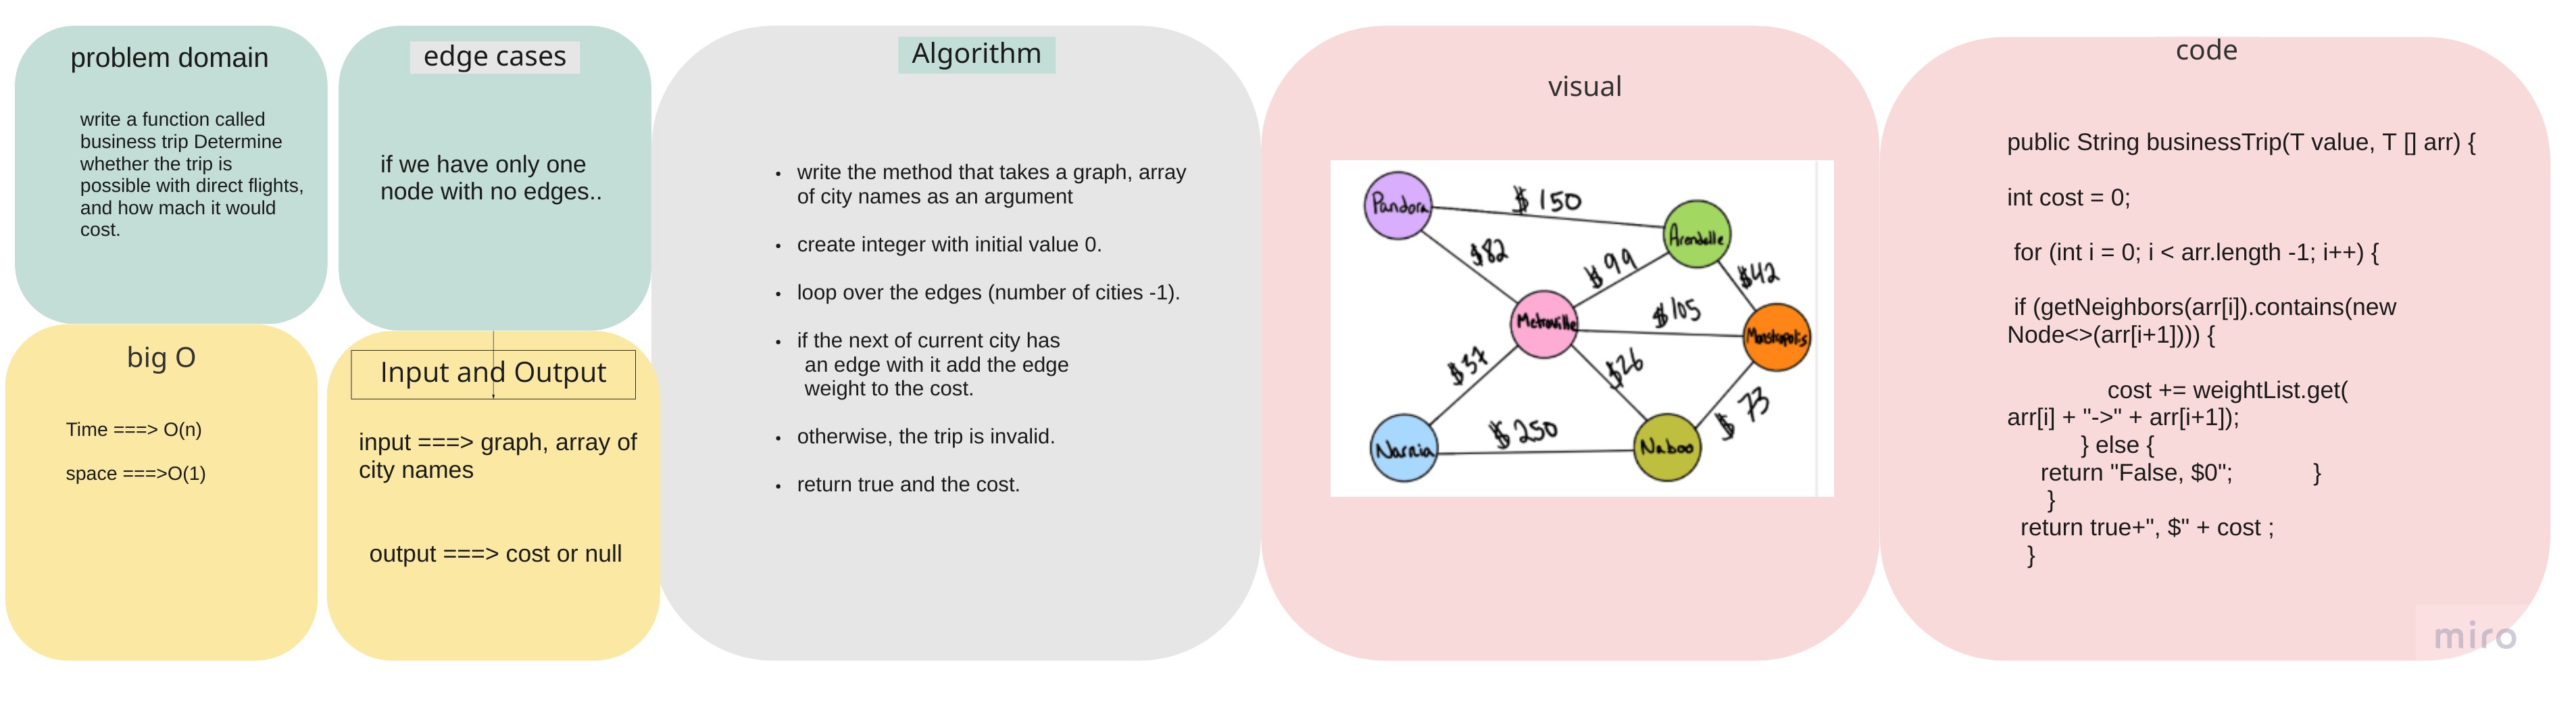 problem domain
write a function called
business trip Determine
whether the trip is
possible with direct flights,
and how mach it would
cost.
edge cases
if we have only one
node with no edges..
big O
Time ===> O(n)
space ===>O(1)
Input and Output
input ===> graph, array of
city names
output ===> cost or null
Algorithm
• write the method that takes a graph, array
of city names as an argument
• create integer with initial value 0.
• loop over the edges (number of cities -1).
• if the next of current city has
an edge with it add the edge
weight to the cost.
• otherwise, the trip is invalid.
• return true and the cost.
visual
Pandora
$150
Arendelle
$82
$99
$42
Metroville
$105
Monstropolis
$37
$26
$73
Narnia
$250
Naboo
code
public String businessTrip(T value, T [] arr) {
int cost = 0;
for (int i = 0; i < arr.length -1; i++) {
if (getNeighbors(arr[i]).contains(new
Node<>(arr[i+1]))) {
cost += weightList.get(
arr[i] + "->" + arr[i+1]);
} else {
return "False, $0"; }
}
return true+", $" + cost ;
}
miro